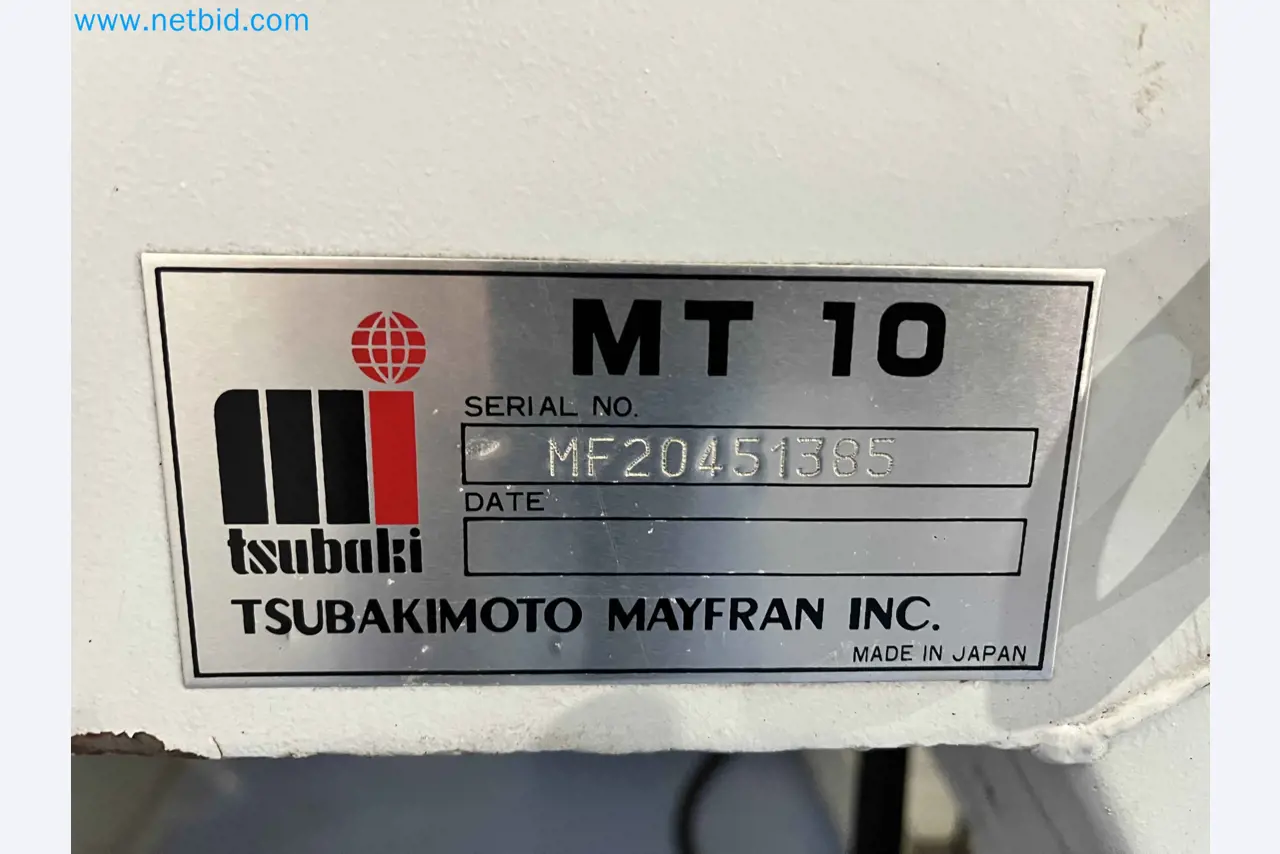 www.netbid.com
MT 10
SERIAL NO.
MF20451385
DATE
tsubaki
TSUBAKIMOTO MAYFRAN INC.
MADE IN JAPAN